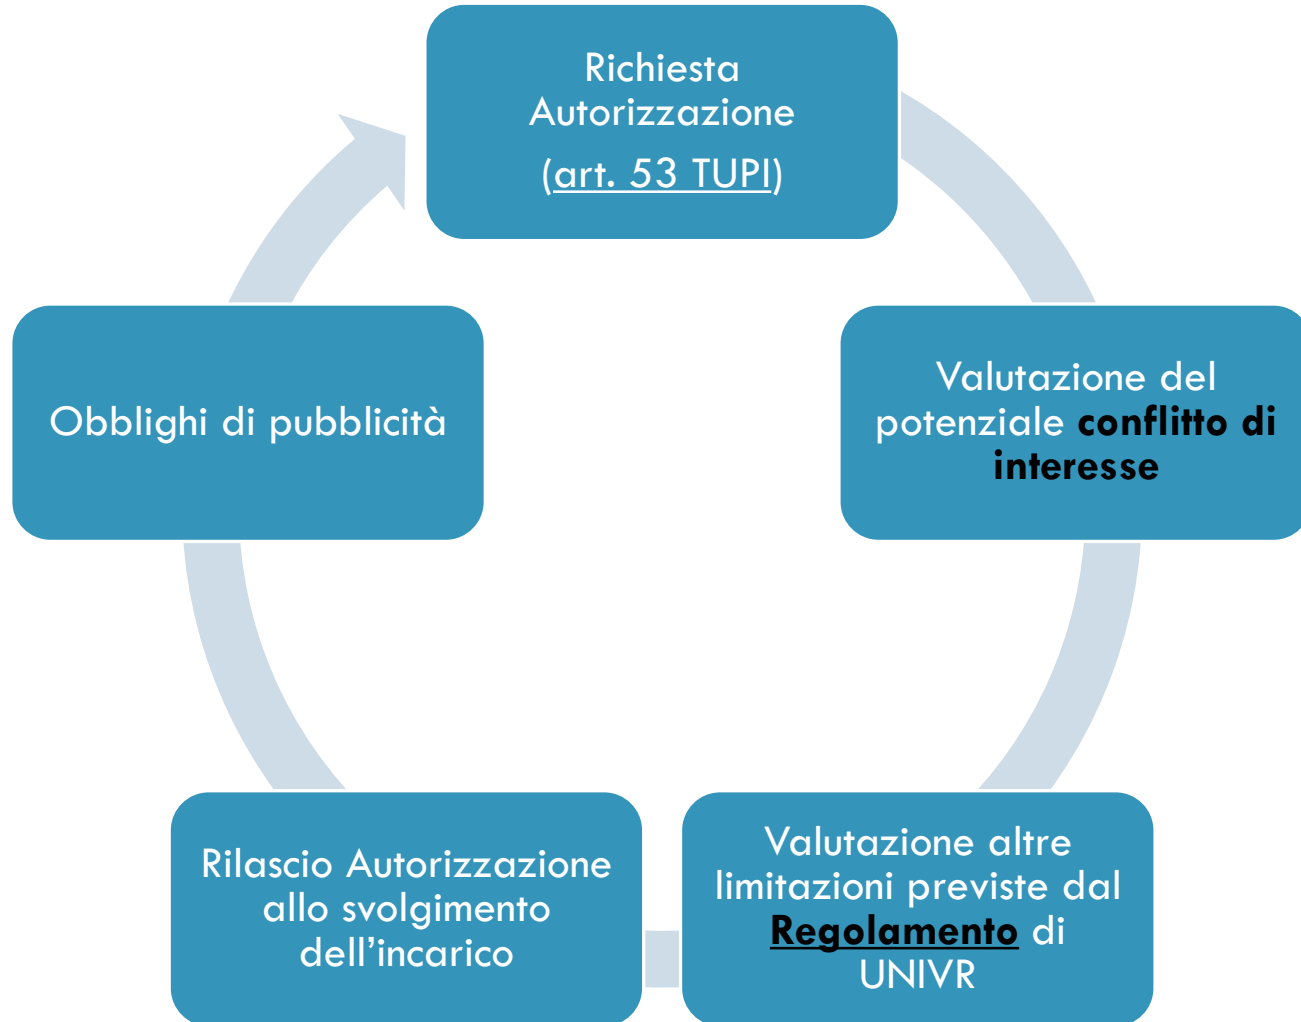 Richiesta
Autorizzazione
(art. 53 TUPI)
Valutazione del
potenziale conflitto di
interesse
Valutazione altre
limitazioni previste dal
Regolamento di
UNIVR
Rilascio Autorizzazione
allo svolgimento
dell’incarico
Obblighi di pubblicità